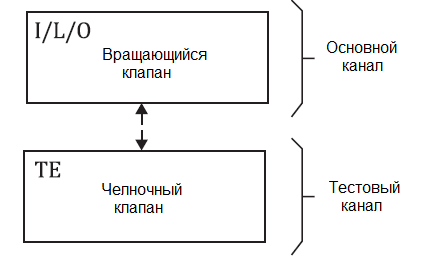 I/L/O
Вращающийся
клапан
Основной
канал
TE
Челночный
клапан
Тестовый
канал